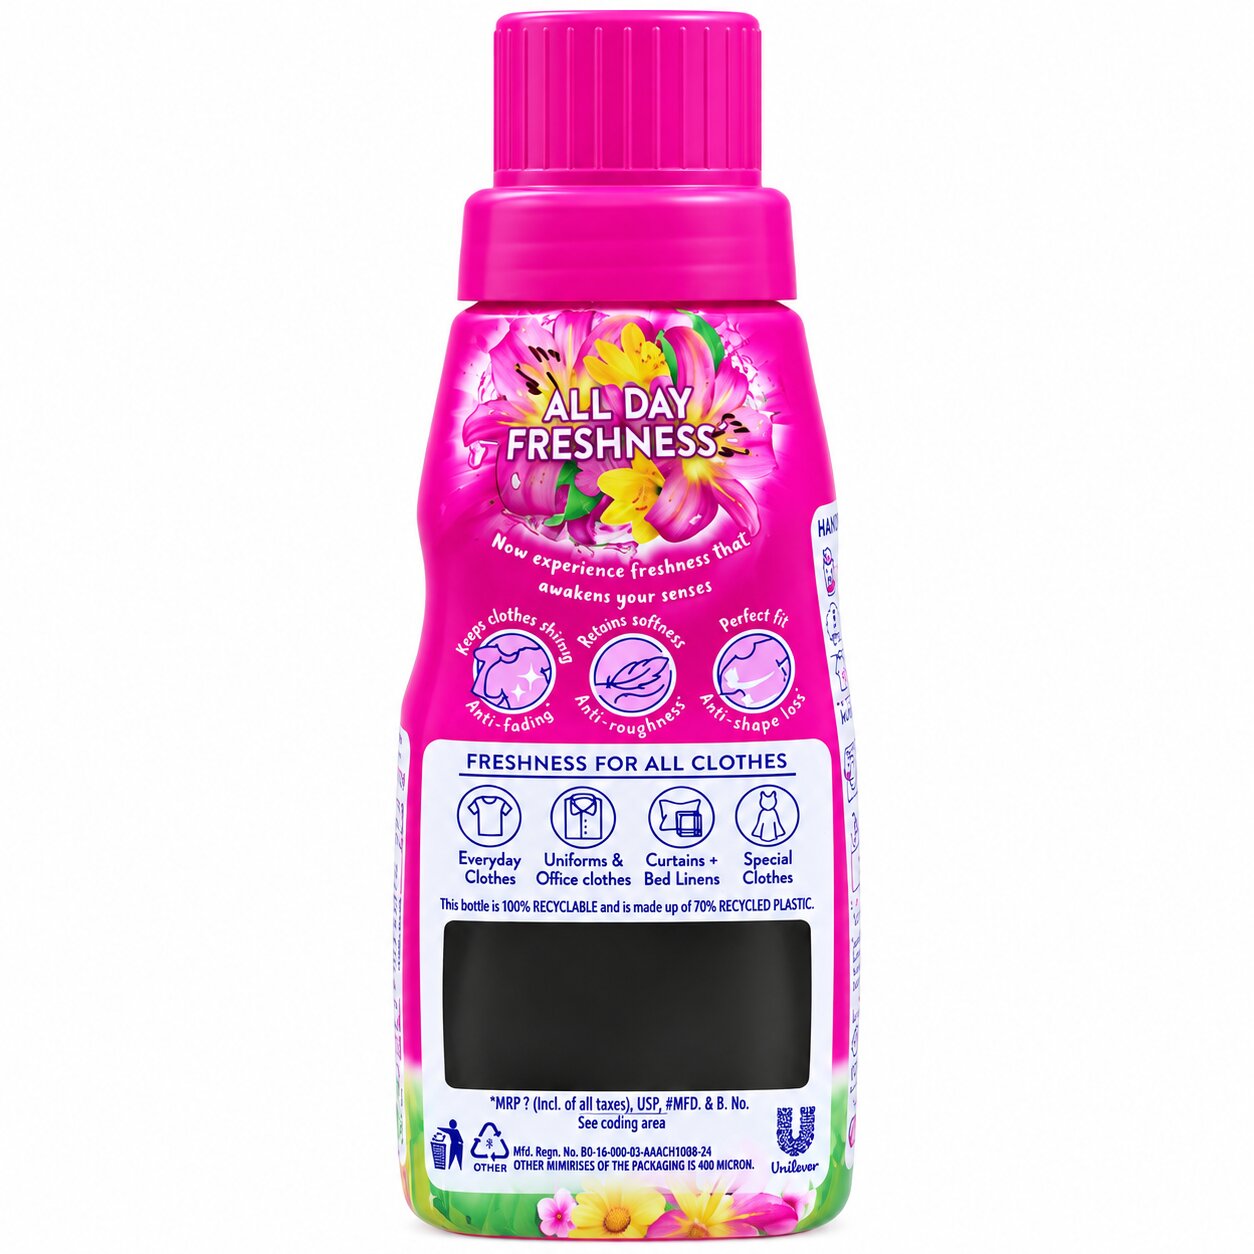 ALL DAY
FRESHNESS*
Now experience freshness that
awakens your senses
Keeps clothes shinnig
Anti-fading*
Retains softness
Anti-roughness*
Perfect fit
Anti-shape loss*
FRESHNESS FOR ALL CLOTHES
Everyday
Clothes
Uniforms &
Office clothes
Curtains +
Bed Linens
Special
Clothes
This bottle is 100% RECYCLABLE and is made up of 70% RECYCLED PLASTIC.
*MRP ? (Incl. of all taxes), USP, #MFD. & B. No.
See coding area
OTHER
Mfd. Regn. No. B0-16-000-03-AAACH1008-24
OTHER MIMIRISES OF THE PACKAGING IS 400 MICRON.
Unilever